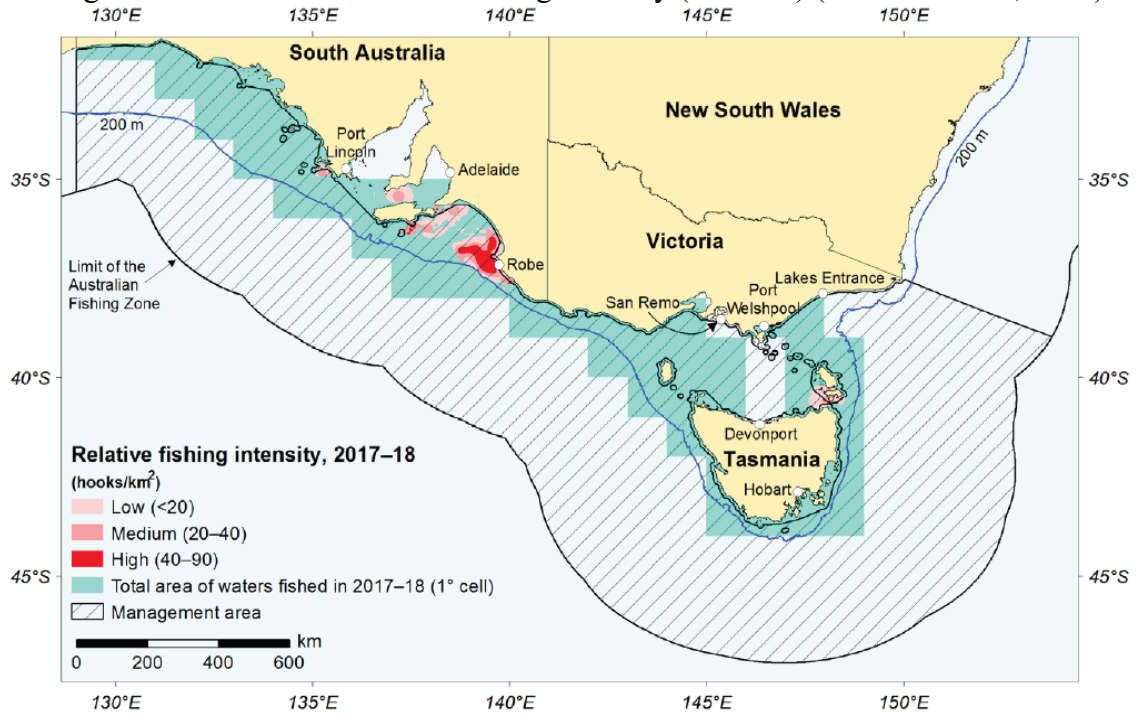 130°E 135°E 140°E 145°E 150°E
South Australia
New South Wales
200 m
Port
Lincoln
Adelaide
200 m
35°S
35°S
Victoria
Robe
Limit of the
Australian
Fishing Zone
San Remo
Port
Welshpool
Lakes Entrance
40°S
40°S
Devonport
Tasmania
Hobart
Relative fishing intensity, 2017–18
(hooks/km²)
Low (<20)
Medium (20–40)
High (40–90)
Total area of waters fished in 2017–18 (1° cell)
Management area
45°S
45°S
km
0 200 400 600
130°E 135°E 140°E 145°E 150°E